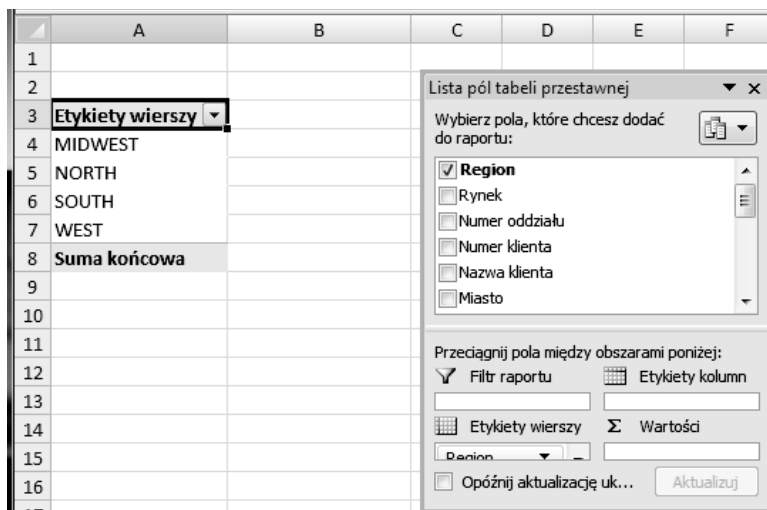 A B C D E F
1
2
3 Etykiety wierszy
4 MIDWEST
5 NORTH
6 SOUTH
7 WEST
8 Suma końcowa
9
10
11
12
13
14
15
16
17
Lista pól tabeli przestawnej
Wybierz pola, które chcesz dodać
do raportu:
Region
Rynek
Numer oddziału
Numer klienta
Nazwa klienta
Miasto
Przeciągnij pola między obszarami poniżej:
Filtr raportu Etykiety kolumn
Etykiety wierszy Σ Wartości
Region
Opóźnij aktualizację uk... Aktualizuj